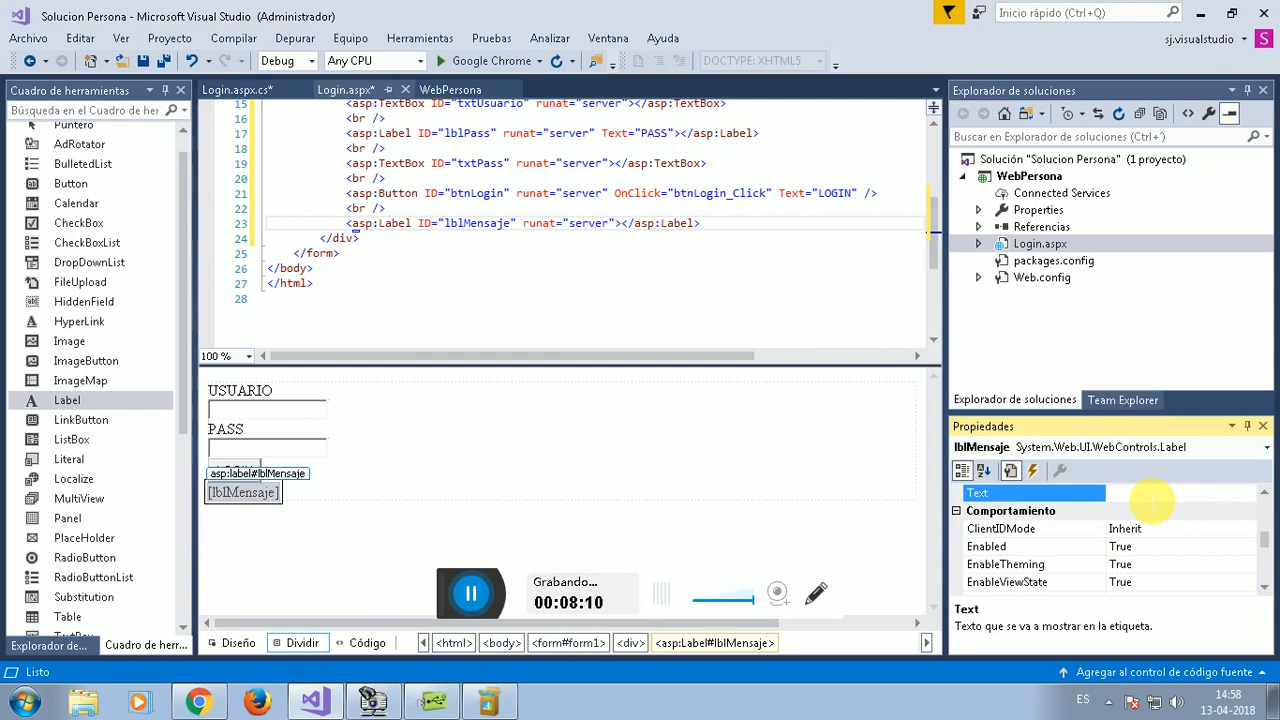 Solucion Persona - Microsoft Visual Studio (Administrador)
Inicio rápido (Ctrl+Q)
Archivo Editar Ver Proyecto Compilar Depurar Equipo Herramientas Pruebas Analizar Ventana Ayuda
sj.visualstudio S
Debug Any CPU Google Chrome DOCTYPE: XHTML5
Cuadro de herramientas
Búsqueda en el Cuadro de her
Puntero
AdRotator
BulletedList
Button
Calendar
CheckBox
CheckBoxList
DropDownList
FileUpload
HiddenField
HyperLink
Image
ImageButton
ImageMap
A Label
LinkButton
ListBox
Literal
Localize
MultiView
Panel
PlaceHolder
RadioButton
RadioButtonList
Substitution
Table
Explorador de... Cuadro de herr...
Login.aspx.cs* Login.aspx* WebPersona
15 <asp:TextBox ID="txtUsuario" runat="server"></asp:TextBox>
16 <br />
17 <asp:Label ID="lblPass" runat="server" Text="PASS"></asp:Label>
18 <br />
19 <asp:TextBox ID="txtPass" runat="server"></asp:TextBox>
20 <br />
21 <asp:Button ID="btnLogin" runat="server" OnClick="btnLogin_Click" Text="LOGIN" />
22 <br />
23 <asp:Label ID="lblMensaje" runat="server"></asp:Label>
24 </div>
25 </form>
26 </body>
27 </html>
28
100 %
USUARIO
PASS
asp:label#lblMensaje
[lblMensaje]
Grabando...
00:08:10
Diseño Dividir Código <html> <body> <form#form1> <div> <asp:Label#lblMensaje>
Explorador de soluciones
Buscar en Explorador de soluciones (Ctrl+')
Solución "Solucion Persona" (1 proyecto)
WebPersona
Connected Services
Properties
Referencias
Login.aspx
packages.config
Web.config
Explorador de soluciones Team Explorer
Propiedades
lblMensaje System.Web.UI.WebControls.Label
Text
Comportamiento
ClientIDMode Inherit
Enabled True
EnableTheming True
EnableViewState True
Text
Texto que se va a mostrar en la etiqueta.
Listo
Agregar al control de código fuente
ES
14:58
13-04-2018